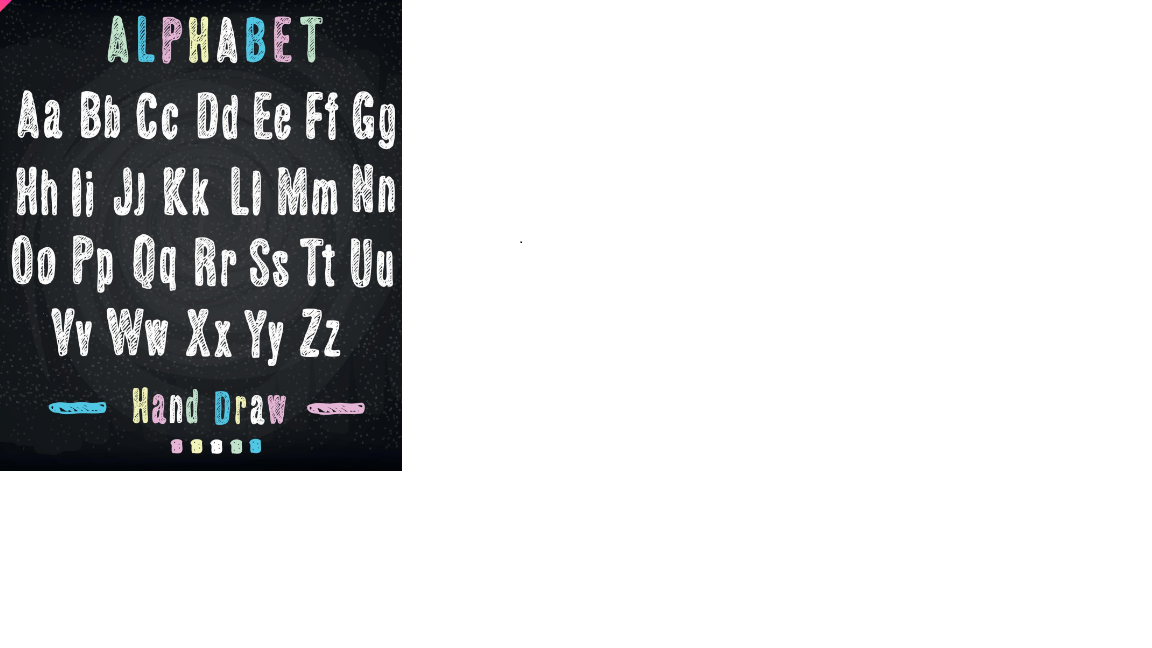 ALPHABET
Aa Bb Cc Dd Ee Ff Gg
Hh Ii Jj Kk Ll Mm Nn
Oo Pp Qq Rr Ss Tt Uu
Vv Ww Xx Yy Zz
Hand Draw